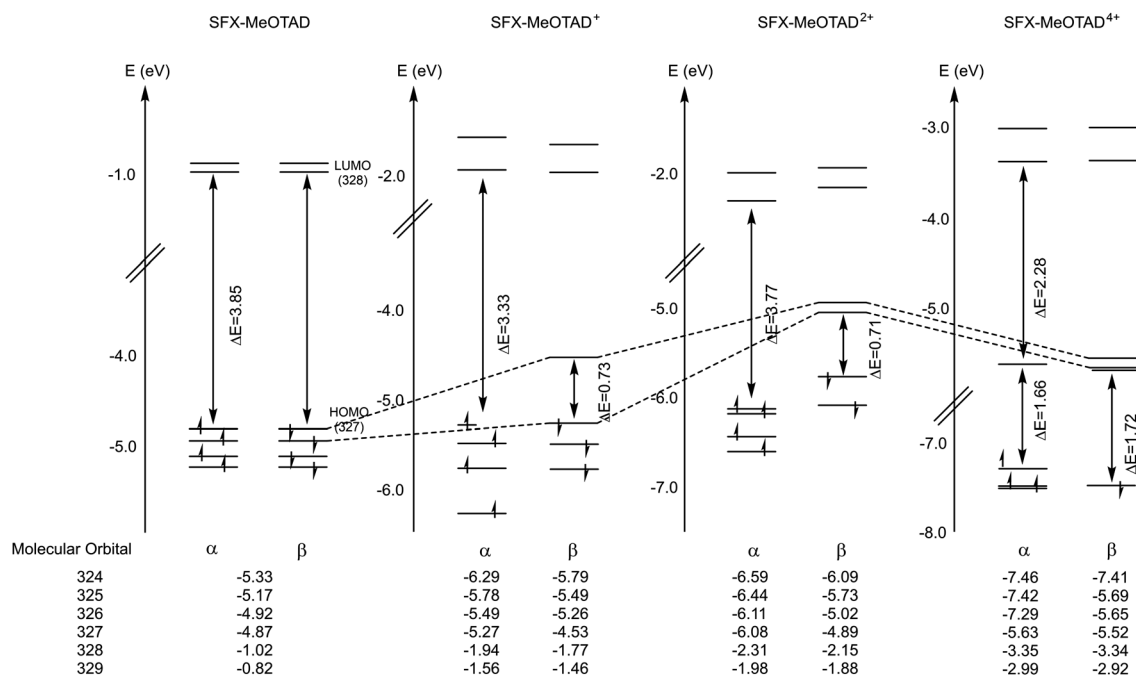 SFX-MeOTAD SFX-MeOTAD⁺ SFX-MeOTAD²⁺ SFX-MeOTAD⁴⁺
E (eV) E (eV) E (eV) E (eV)
-3.0
LUMO
(328)
-1.0 -2.0 -2.0
-4.0
ΔE=3.85 ΔE=3.33 ΔE=3.77 ΔE=2.28
-4.0 -5.0 -5.0
-4.0
ΔE=0.73 ΔE=0.71
-5.0 -6.0
HOMO
(327)
ΔE=1.66 ΔE=1.72
-5.0 -7.0
-6.0 -7.0
-8.0
Molecular Orbital α β α β α β α β
324 -5.33 -6.29 -5.79 -6.59 -6.09 -7.46 -7.41
325 -5.17 -5.78 -5.49 -6.44 -5.73 -7.42 -5.69
326 -4.92 -5.49 -5.26 -6.11 -5.02 -7.29 -5.65
327 -4.87 -5.27 -4.53 -6.08 -4.89 -5.63 -5.52
328 -1.02 -1.94 -1.77 -2.31 -2.15 -3.35 -3.34
329 -0.82 -1.56 -1.46 -1.98 -1.88 -2.99 -2.92